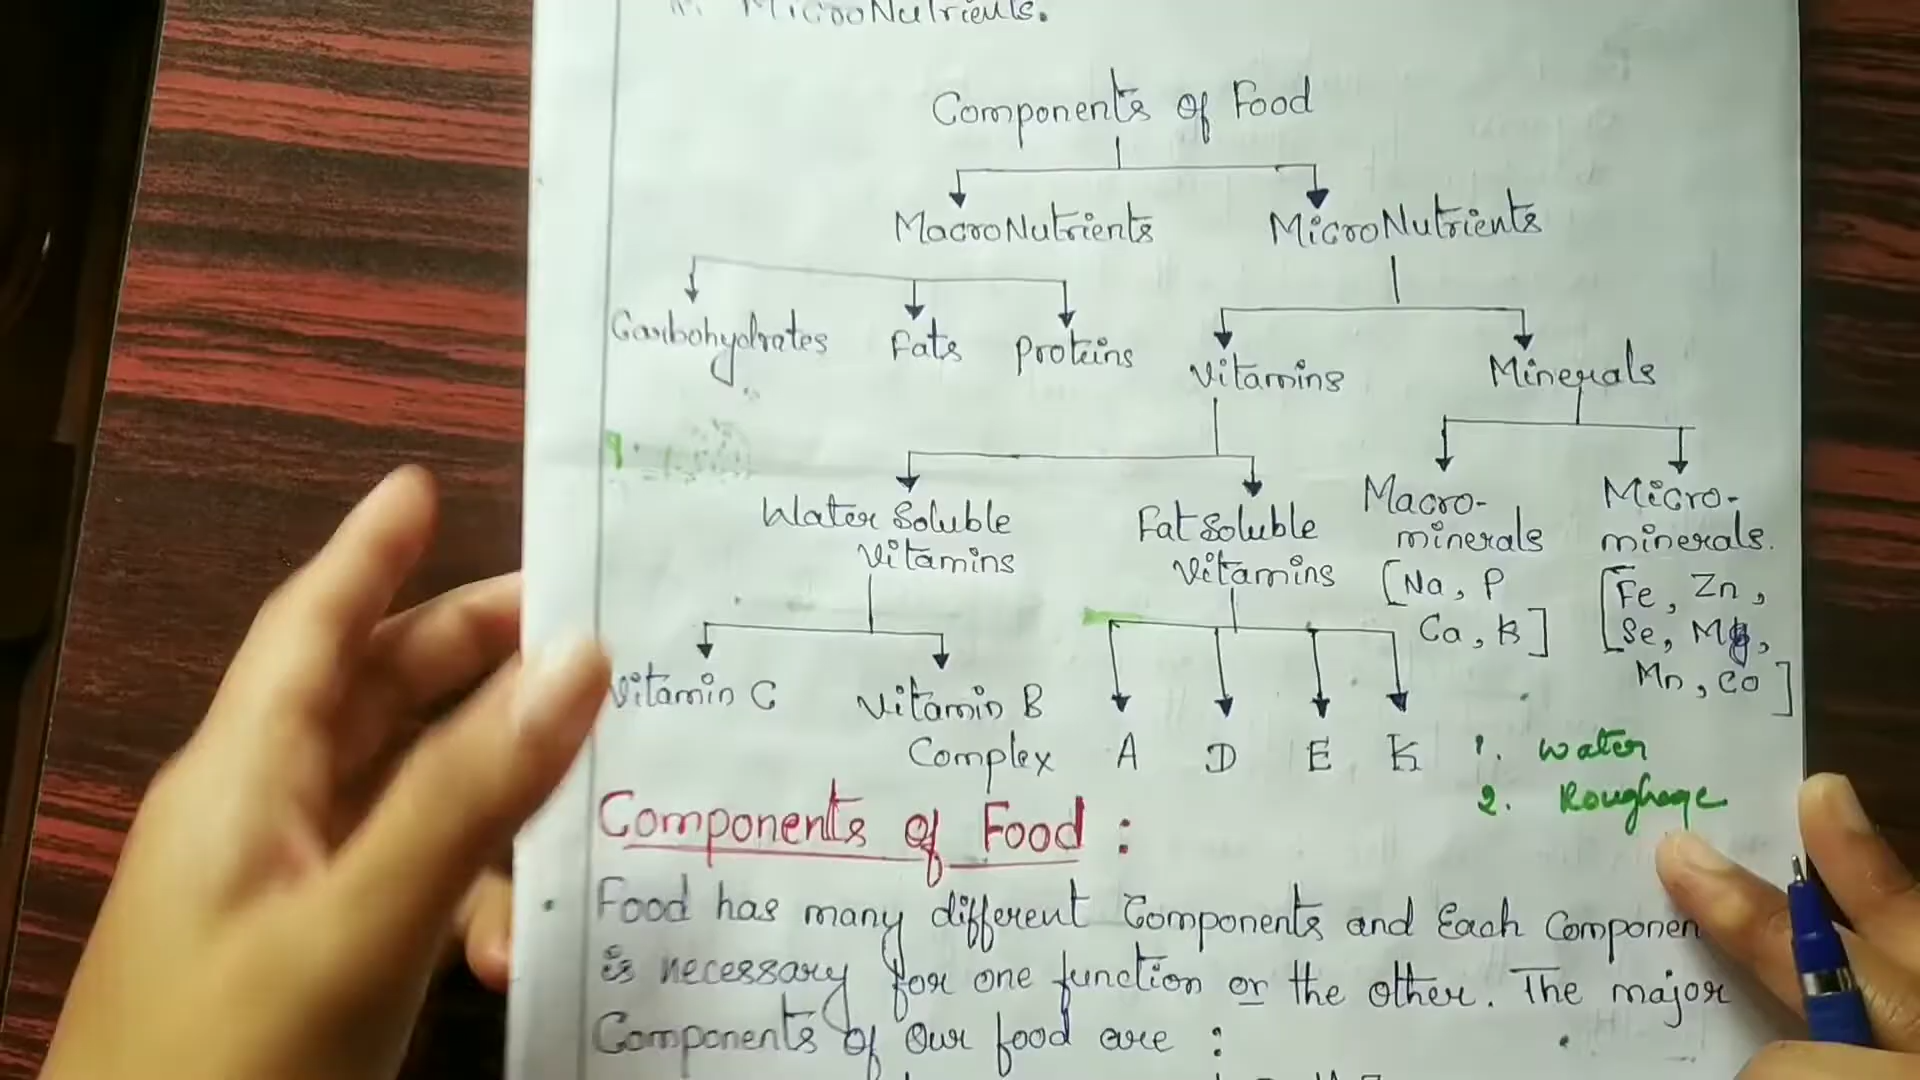 MicroNutrients.
Components of Food
MacroNutrients MicroNutrients
Carbohydrates Fats Proteins Vitamins Minerals
Water Soluble Vitamins
Fat Soluble Vitamins
Macro-
minerals
[Na, P
Ca, K]
Micro-
minerals.
[Fe, Zn,
Se, Mg,
Mn, Co]
Vitamin C
Vitamin B
Complex
A D E K
1. Water
2. Roughage
Components of Food :
• Food has many different Components and Each Componen
is necessary for one function or the other. The major
Components of Our food are :